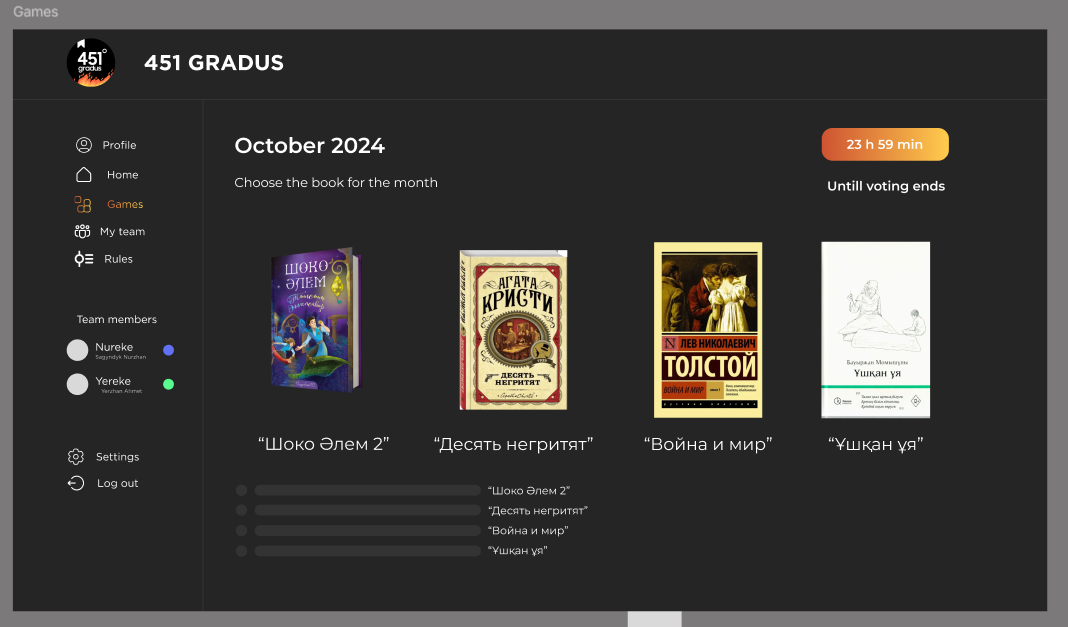 Games
451°
gradus
451 GRADUS
Profile
Home
Games
My team
Rules
Team members
Nureke
Sagyndyk Nurzhan
Yereke
Yerzhan Ahmet
Settings
Log out
October 2024
Choose the book for the month
23 h 59 min
Untill voting ends
ШОКО
ӘЛЕМ
АГАТА
КРИСТИ
ДЕСЯТЬ
НЕГРИТЯТ
ЛЕВ НИКОЛАЕВИЧ
ТОЛСТОЙ
ВОЙНА И МИР
Бауыржан Момышұлы
Ұшқан ұя
“Шоко Әлем 2”
“Десять негритят”
“Война и мир”
“Ұшқан ұя”
“Шоко Әлем 2”
“Десять негритят”
“Война и мир”
“Ұшқан ұя”